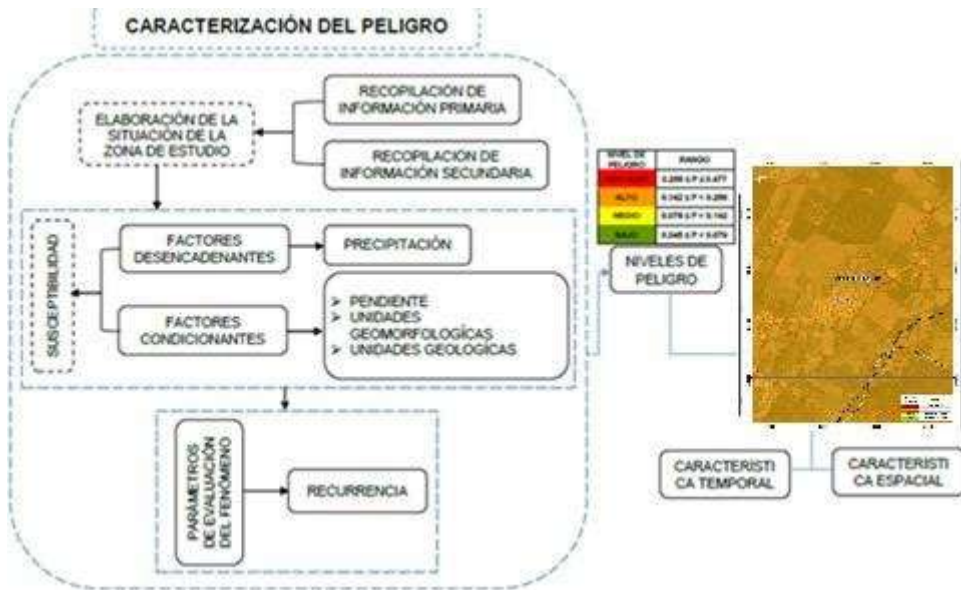 CARACTERIZACIÓN DEL PELIGRO
RECOPILACIÓN DE
INFORMACIÓN PRIMARIA
ELABORACIÓN DE LA
SITUACIÓN DE LA
ZONA DE ESTUDIO
RECOPILACIÓN DE
INFORMACIÓN SECUNDARIA
SUSCEPTIBILIDAD
FACTORES
DESENCADENANTES
PRECIPITACIÓN
FACTORES
CONDICIONANTES
➢ PENDIENTE
➢ UNIDADES
GEOMORFOLOGÍCAS
➢ UNIDADES GEOLOGÍCAS
PARÁMETROS
DE EVALUACIÓN
DEL FENÓMENO
RECURRENCIA
NIVEL DE
PELIGRO
RANGO
ALTO
MEDIO
BAJO
NIVELES DE
PELIGRO
CARACTERÍSTI
CA TEMPORAL
CARACTERÍSTI
CA ESPACIAL